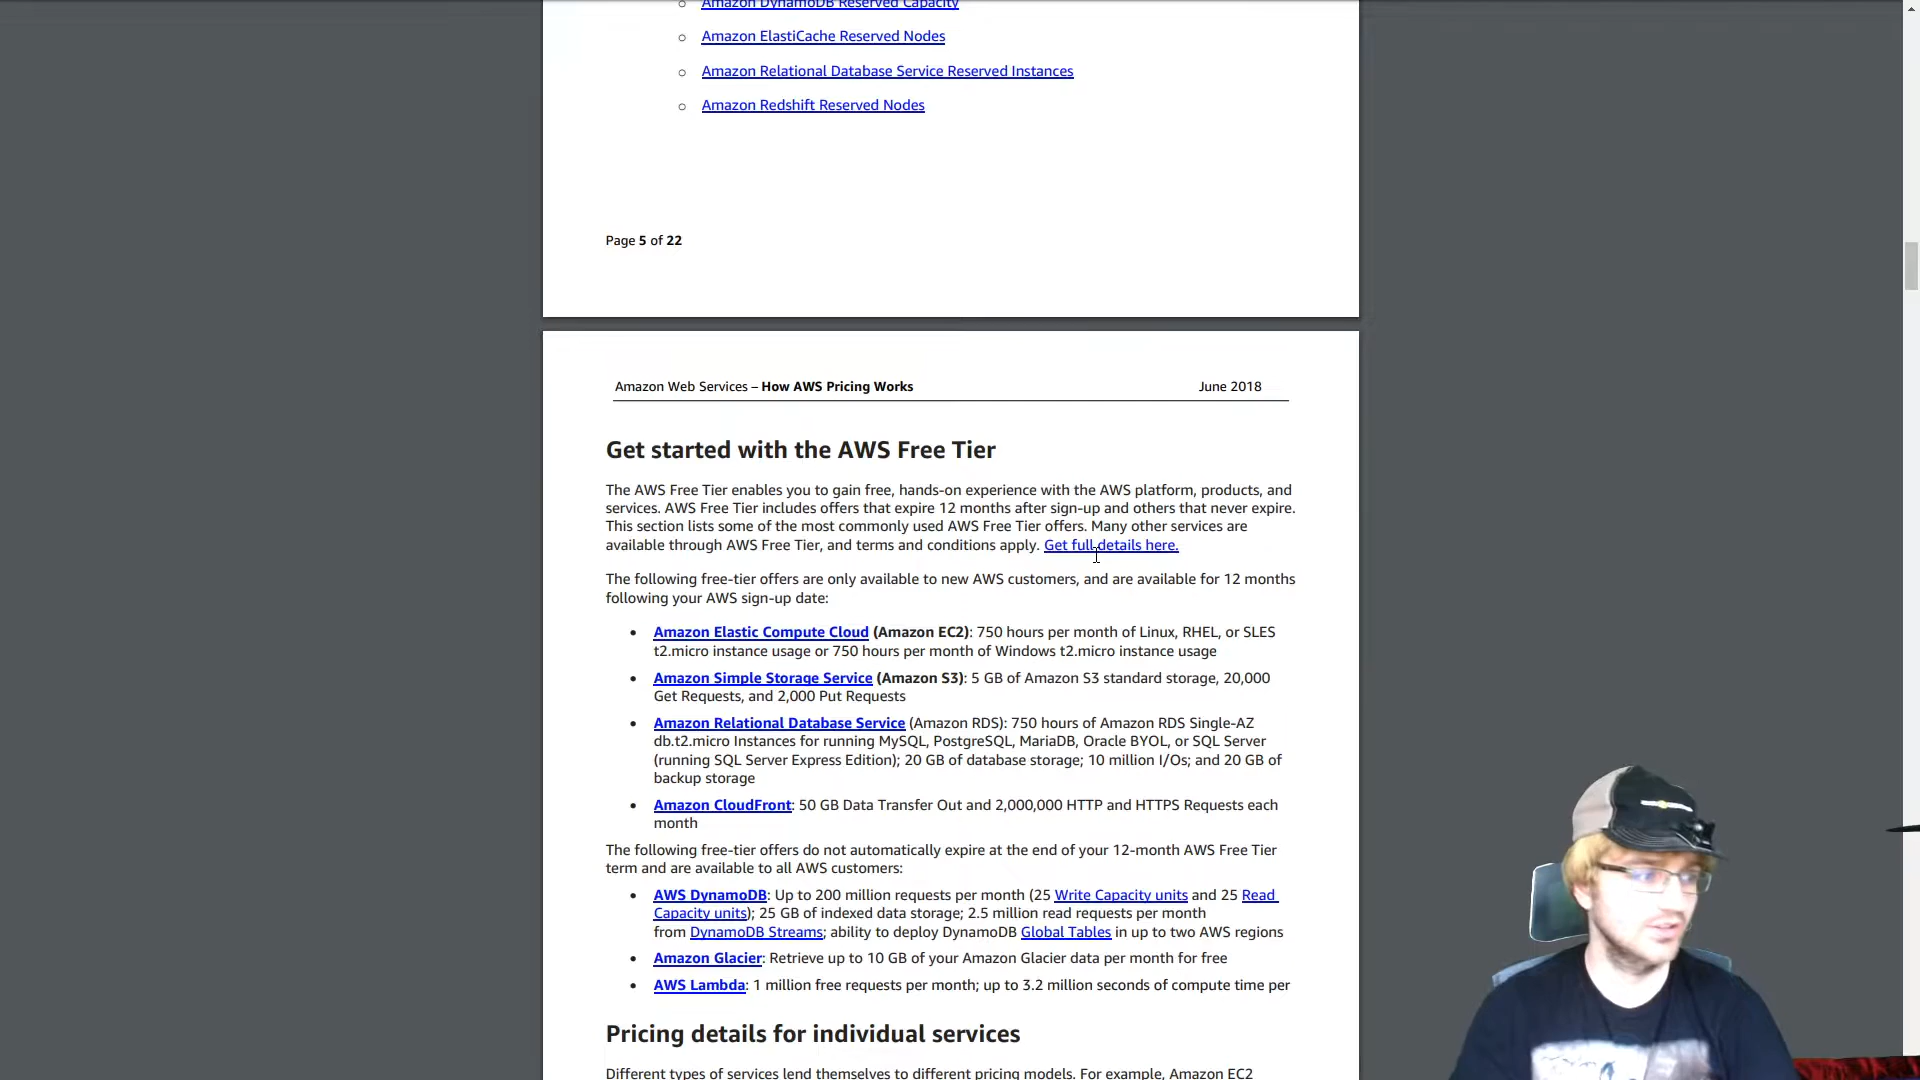 Amazon DynamoDB Reserved Capacity
Amazon ElastiCache Reserved Nodes
Amazon Relational Database Service Reserved Instances
Amazon Redshift Reserved Nodes
Page 5 of 22
Amazon Web Services – How AWS Pricing Works June 2018
Get started with the AWS Free Tier
The AWS Free Tier enables you to gain free, hands-on experience with the AWS platform, products, and
services. AWS Free Tier includes offers that expire 12 months after sign-up and others that never expire.
This section lists some of the most commonly used AWS Free Tier offers. Many other services are
available through AWS Free Tier, and terms and conditions apply. Get full details here.
The following free-tier offers are only available to new AWS customers, and are available for 12 months
following your AWS sign-up date:
• Amazon Elastic Compute Cloud (Amazon EC2): 750 hours per month of Linux, RHEL, or SLES
t2.micro instance usage or 750 hours per month of Windows t2.micro instance usage
• Amazon Simple Storage Service (Amazon S3): 5 GB of Amazon S3 standard storage, 20,000
Get Requests, and 2,000 Put Requests
• Amazon Relational Database Service (Amazon RDS): 750 hours of Amazon RDS Single-AZ
db.t2.micro Instances for running MySQL, PostgreSQL, MariaDB, Oracle BYOL, or SQL Server
(running SQL Server Express Edition); 20 GB of database storage; 10 million I/Os; and 20 GB of
backup storage
• Amazon CloudFront: 50 GB Data Transfer Out and 2,000,000 HTTP and HTTPS Requests each
month
The following free-tier offers do not automatically expire at the end of your 12-month AWS Free Tier
term and are available to all AWS customers:
• AWS DynamoDB: Up to 200 million requests per month (25 Write Capacity units and 25 Read
Capacity units); 25 GB of indexed data storage; 2.5 million read requests per month
from DynamoDB Streams; ability to deploy DynamoDB Global Tables in up to two AWS regions
• Amazon Glacier: Retrieve up to 10 GB of your Amazon Glacier data per month for free
• AWS Lambda: 1 million free requests per month; up to 3.2 million seconds of compute time per
Pricing details for individual services
Different types of services lend themselves to different pricing models. For example, Amazon EC2